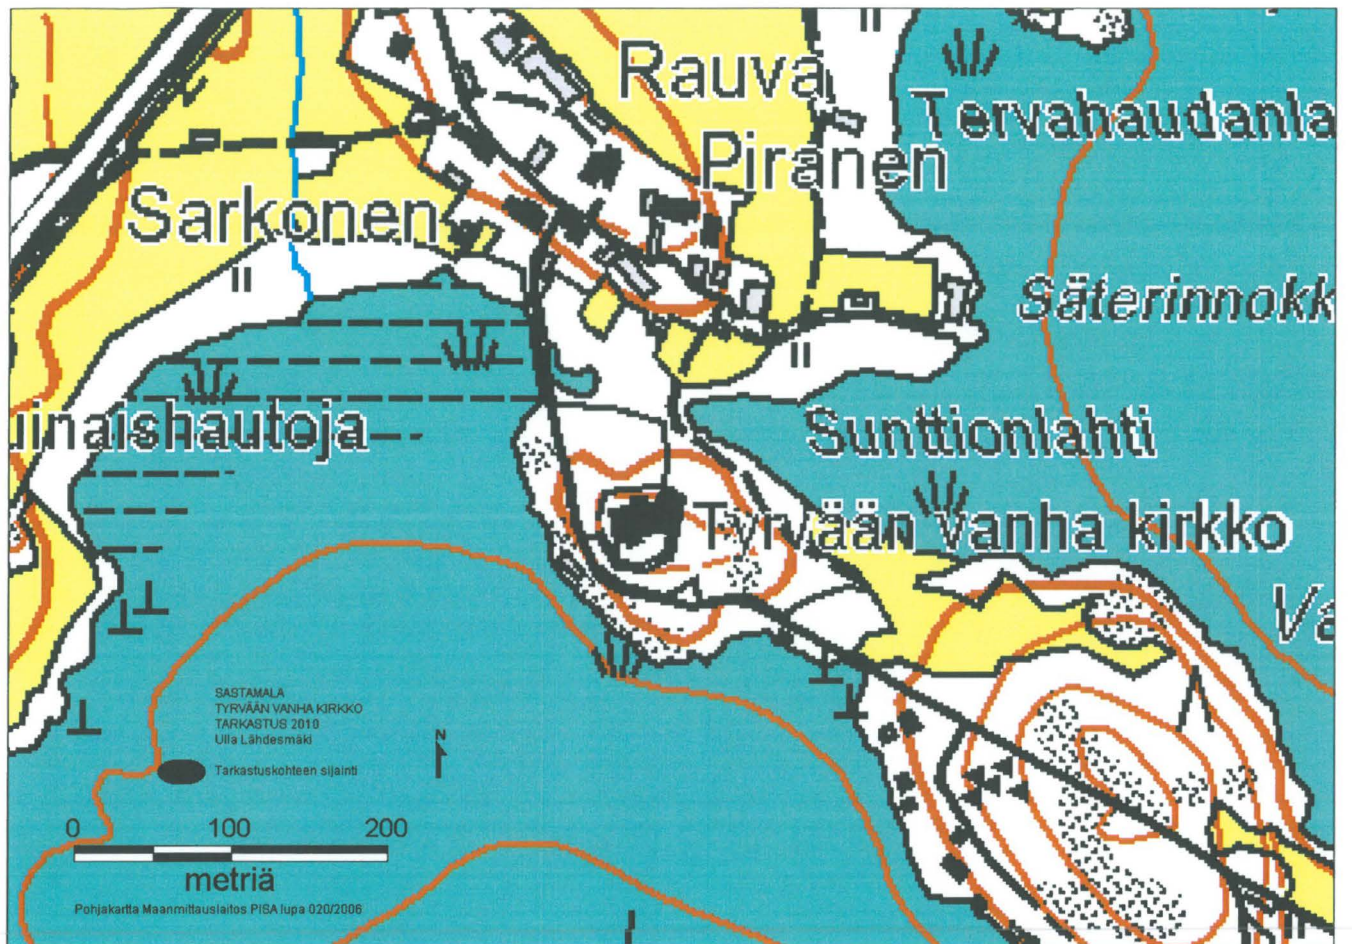 Rauva
Tervahaudanla
Piranen
Sarkonen
Säterinnokk
uinaishautoja
Sunttionlahti
Tyrvään vanha kirkko
Va
SASTAMALA
TYRVÄÄN VANHA KIRKKO
TARKASTUS 2010
Ulla Lähdesmäki
N
Tarkastuskohteen sijainti
0 100 200
metriä
Pohjakartta Maanmittauslaitos PISA lupa 020/2006